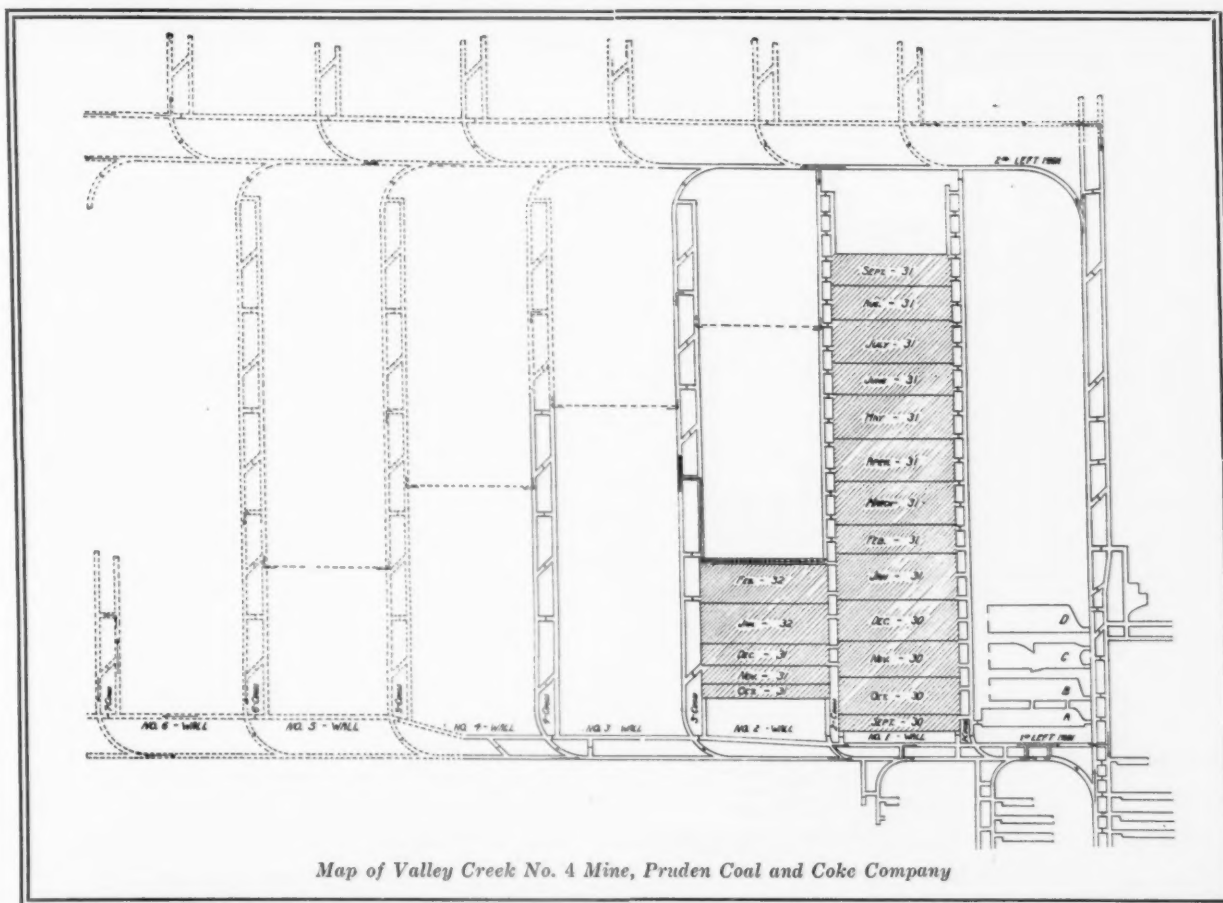 2ND LEFT MAIN
SEPT. - 31
AUG. - 31
JULY - 31
JUNE - 31
MAY - 31
APRIL - 31
MARCH - 31
FEB. - 31
JAN - 31
DEC. - 30
NOV. - 30
OCT. - 30
SEPT. - 30
FEB. - 32
JAN. - 32
DEC. - 31
NOV. - 31
OCT. - 31
D
C
B
A
NO. 6 - WALL
NO. 5 - WALL
NO. 4 - WALL
NO. 3 WALL
NO. 2 - WALL
NO. 1 - WALL
1ST LEFT MAIN
Map of Valley Creek No. 4 Mine, Pruden Coal and Coke Company